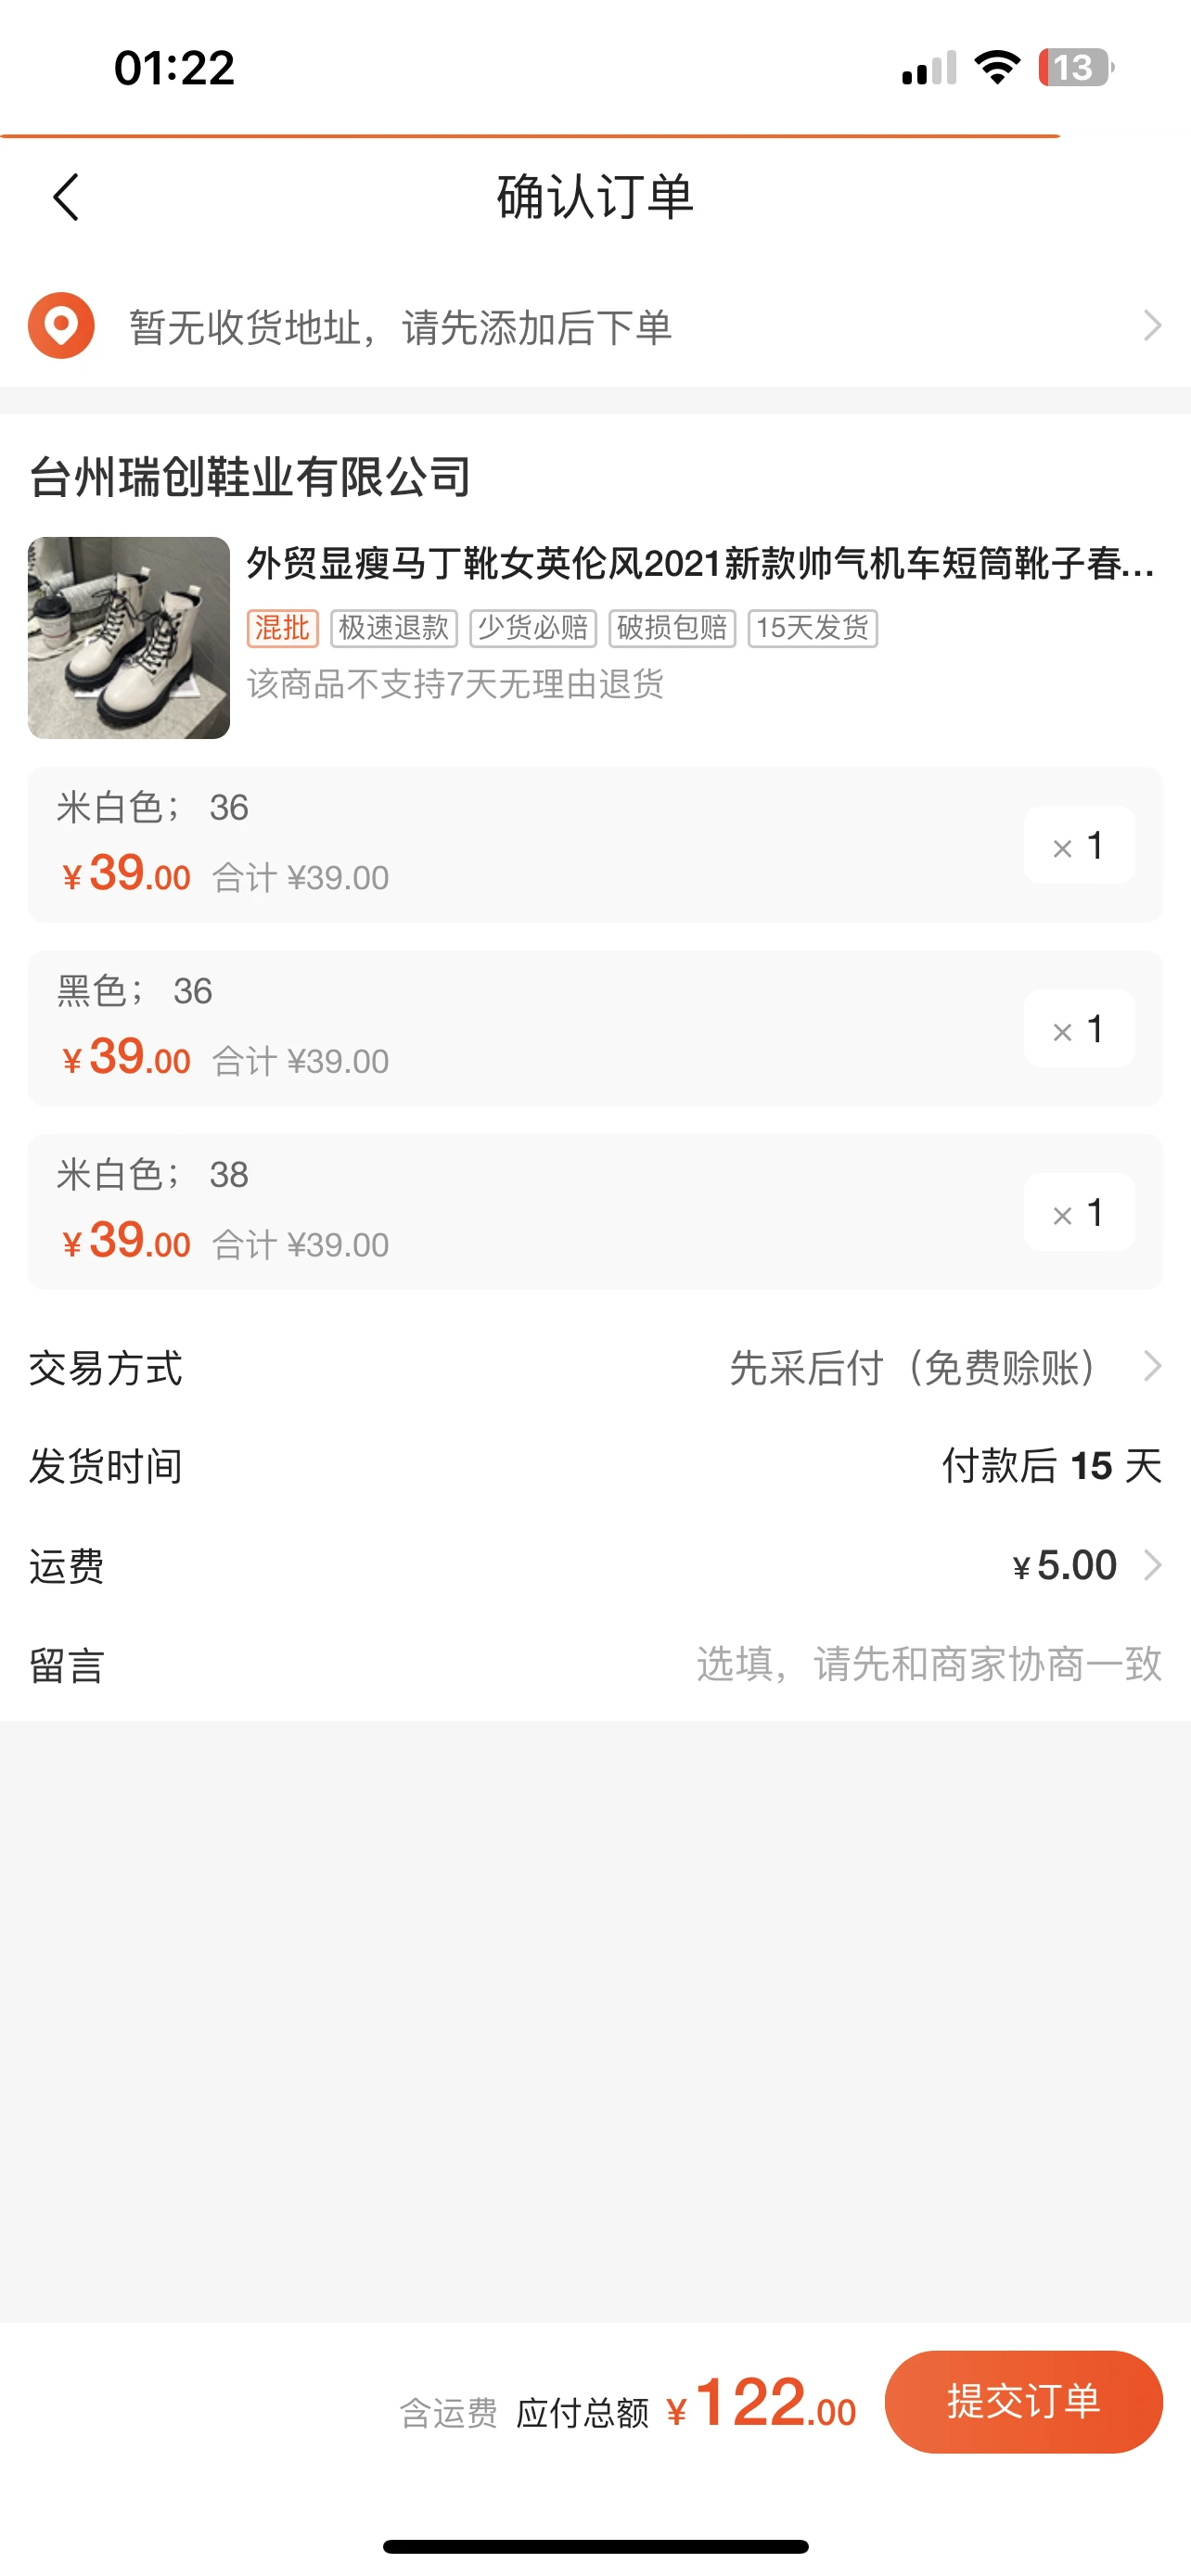 01:22
13
确认订单
暂无收货地址，请先添加后下单
台州瑞创鞋业有限公司
外贸显瘦马丁靴女英伦风2021新款帅气机车短筒靴子春...
混批 极速退款 少货必赔 破损包赔 15天发货
该商品不支持7天无理由退货
米白色； 36
¥39.00 合计 ¥39.00
× 1
黑色； 36
¥39.00 合计 ¥39.00
× 1
米白色； 38
¥39.00 合计 ¥39.00
× 1
交易方式 先采后付（免费赊账）
发货时间 付款后 15 天
运费 ¥5.00
留言 选填，请先和商家协商一致
含运费 应付总额 ¥122.00 提交订单